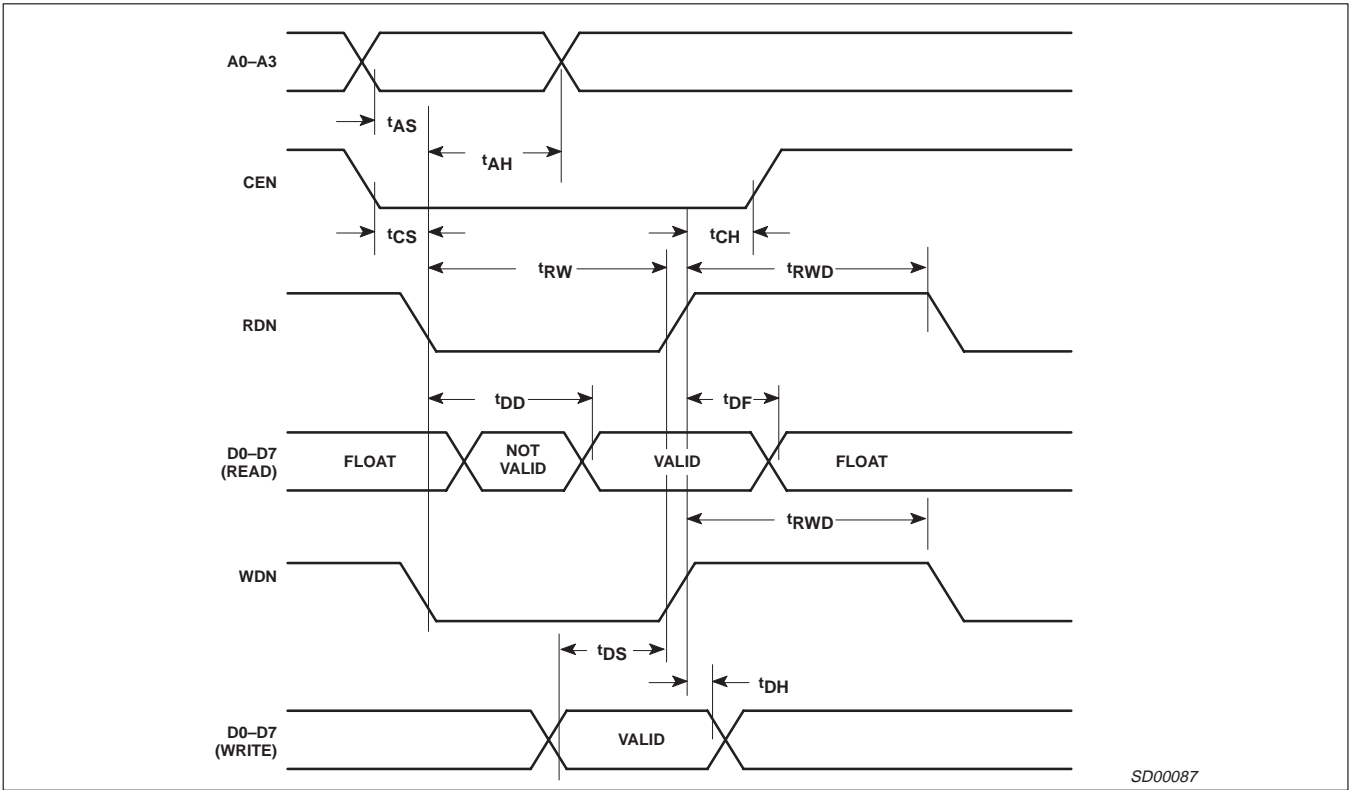 A0–A3
tAS
tAH
CEN
tCS
tCH
tRW
tRWD
RDN
tDD
tDF
D0–D7
(READ)
FLOAT
NOT
VALID
VALID
FLOAT
tRWD
WDN
tDS
tDH
D0–D7
(WRITE)
VALID
SD00087